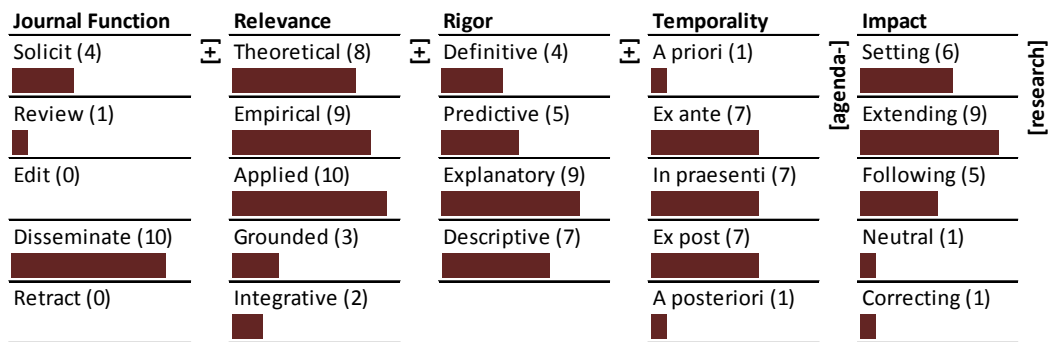 Journal Function
Solicit (4)
Review (1)
Edit (0)
Disseminate (10)
Retract (0)
[+]
Relevance
Theoretical (8)
Empirical (9)
Applied (10)
Grounded (3)
Integrative (2)
[+]
Rigor
Definitive (4)
Predictive (5)
Explanatory (9)
Descriptive (7)
[+]
Temporality
A priori (1)
Ex ante (7)
In praesenti (7)
Ex post (7)
A posteriori (1)
[agenda-]
Impact
Setting (6)
Extending (9)
Following (5)
Neutral (1)
Correcting (1)
[research]